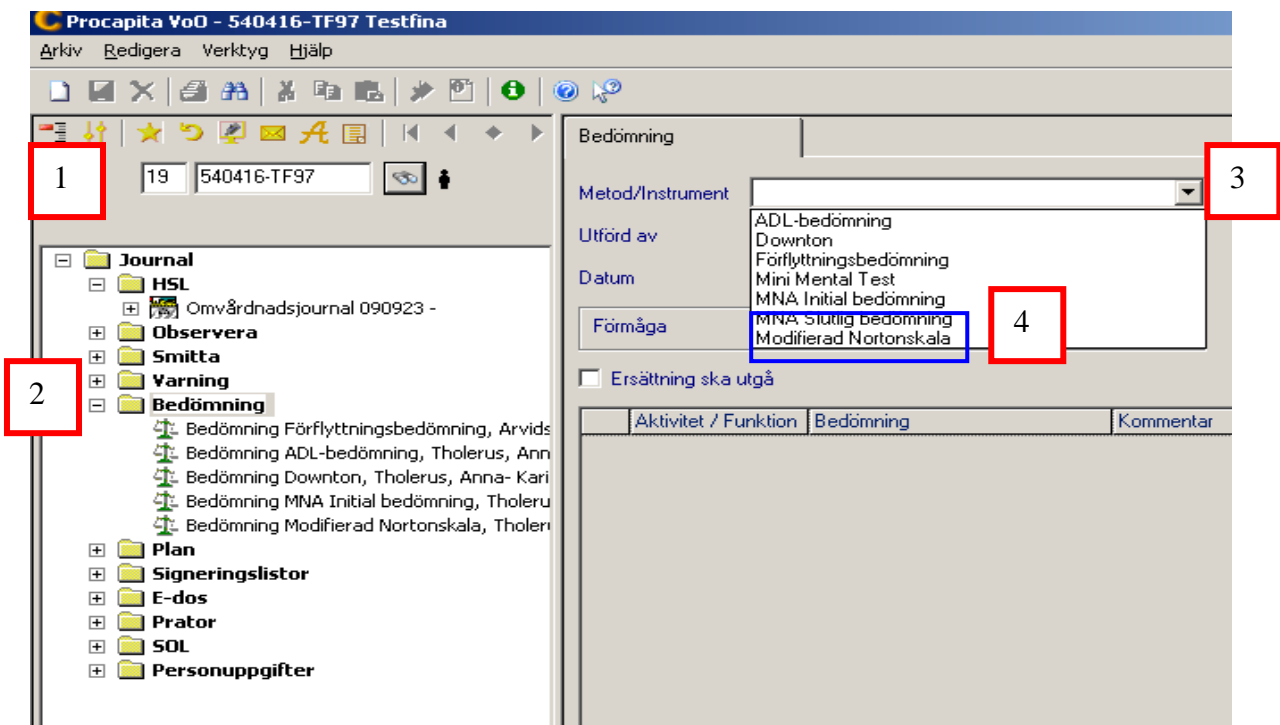 Procapita VoO - 540416-TF97 Testfina
Arkiv Redigera Verktyg Hjälp
1
19 540416-TF97
Journal
HSL
Omvårdnadsjournal 090923 -
Observera
Smitta
2
Varning
Bedömning
Bedömning Förflyttningsbedömning, Arvids
Bedömning ADL-bedömning, Tholerus, Ann
Bedömning Downton, Tholerus, Anna- Kari
Bedömning MNA Initial bedömning, Tholeru
Bedömning Modifierad Nortonskala, Tholeru
Plan
Signeringslistor
E-dos
Prator
SOL
Personuppgifter
Bedömning
Metod/Instrument
3
ADL-bedömning
Downton
Förflyttningsbedömning
Mini Mental Test
MNA Initial bedömning
MNA Slutlig bedömning
Modifierad Nortonskala
4
Utförd av
Datum
Förmåga
Ersättning ska utgå
Aktivitet / Funktion Bedömning Kommentar